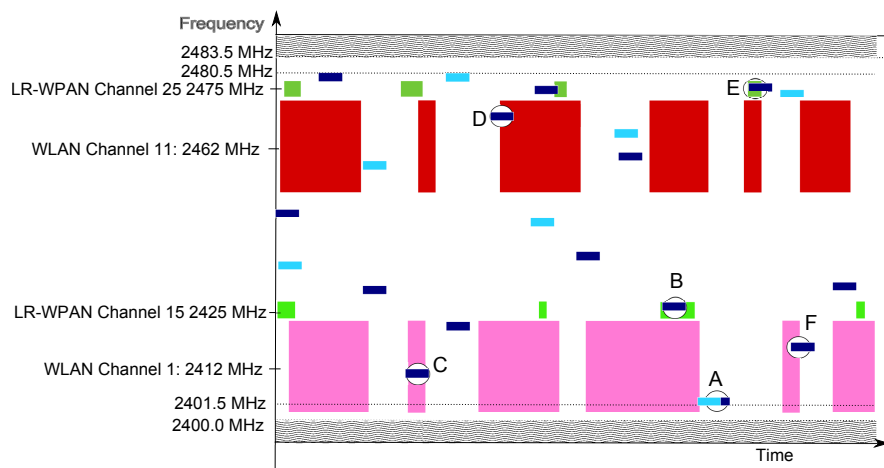 Frequency
2483.5 MHz
2480.5 MHz
LR-WPAN Channel 25 2475 MHz
E
D
WLAN Channel 11: 2462 MHz
B
LR-WPAN Channel 15 2425 MHz
F
C
WLAN Channel 1: 2412 MHz
A
2401.5 MHz
2400.0 MHz
Time